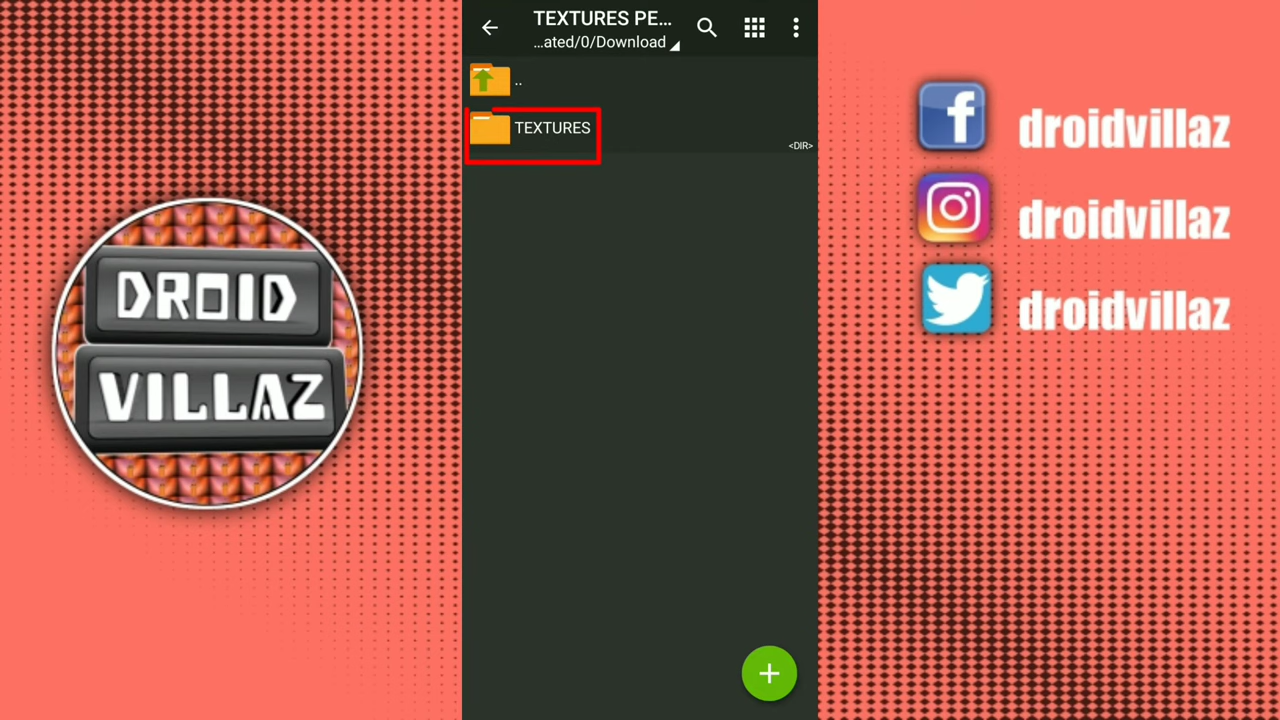 DROID
VILLAZ
TEXTURES PE...
...ated/0/Download
..
TEXTURES
<DIR>
droidvillaz
droidvillaz
droidvillaz